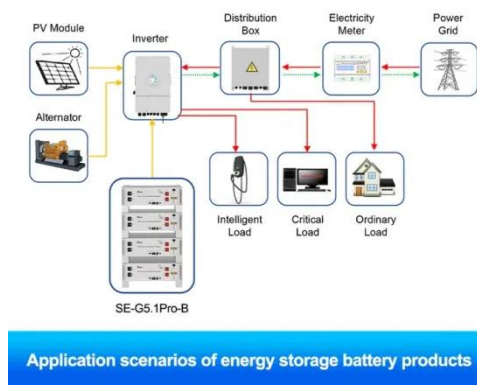 PV Module
Inverter
Distribution
Box
Electricity
Meter
Power
Grid
Alternator
Intelligent
Load
Critical
Load
Ordinary
Load
SE-G5.1Pro-B
Application scenarios of energy storage battery products